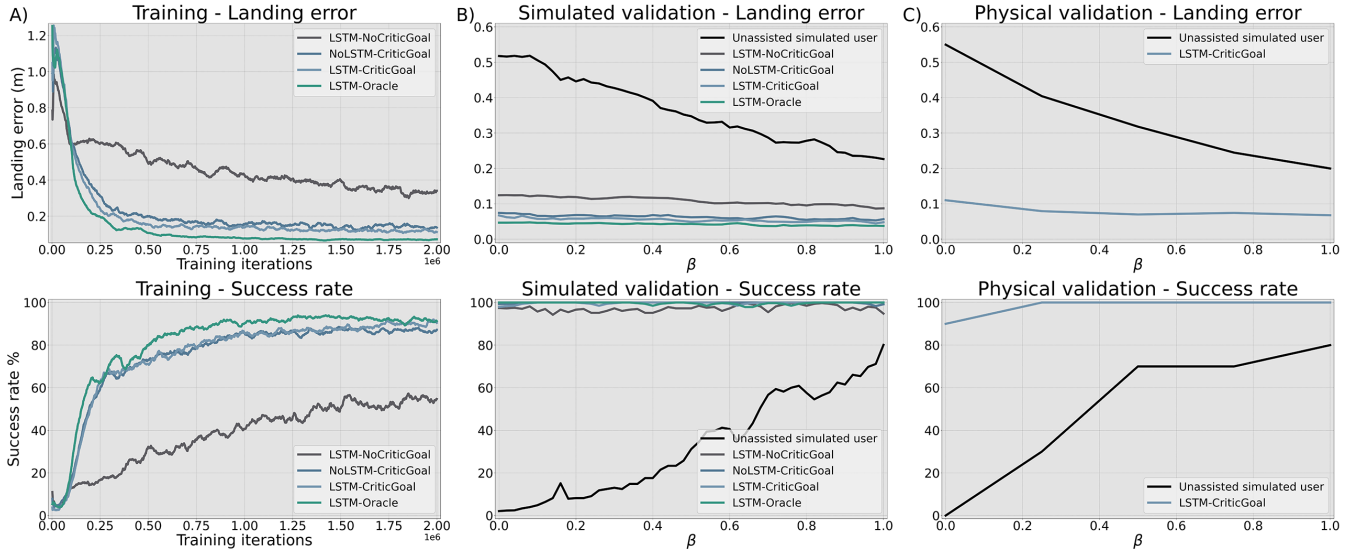 A)
Training - Landing error
Landing error (m)
1.2
1.0
0.8
0.6
0.4
0.2
LSTM-NoCriticGoal
NoLSTM-CriticGoal
LSTM-CriticGoal
LSTM-Oracle
0.00 0.25 0.50 0.75 1.00 1.25 1.50 1.75 2.00
1e6
Training iterations
B)
Simulated validation - Landing error
0.6
0.5
0.4
0.3
0.2
0.1
0.0
Unassisted simulated user
LSTM-NoCriticGoal
NoLSTM-CriticGoal
LSTM-CriticGoal
LSTM-Oracle
0.0 0.2 0.4 0.6 0.8 1.0
β
C)
Physical validation - Landing error
0.6
0.5
0.4
0.3
0.2
0.1
0.0
Unassisted simulated user
LSTM-CriticGoal
0.0 0.2 0.4 0.6 0.8 1.0
β
Training - Success rate
Success rate %
100
80
60
40
20
0
LSTM-NoCriticGoal
NoLSTM-CriticGoal
LSTM-CriticGoal
LSTM-Oracle
0.00 0.25 0.50 0.75 1.00 1.25 1.50 1.75 2.00
1e6
Training iterations
Simulated validation - Success rate
100
80
60
40
20
0
Unassisted simulated user
LSTM-NoCriticGoal
NoLSTM-CriticGoal
LSTM-CriticGoal
LSTM-Oracle
0.0 0.2 0.4 0.6 0.8 1.0
β
Physical validation - Success rate
100
80
60
40
20
0
Unassisted simulated user
LSTM-CriticGoal
0.0 0.2 0.4 0.6 0.8 1.0
β